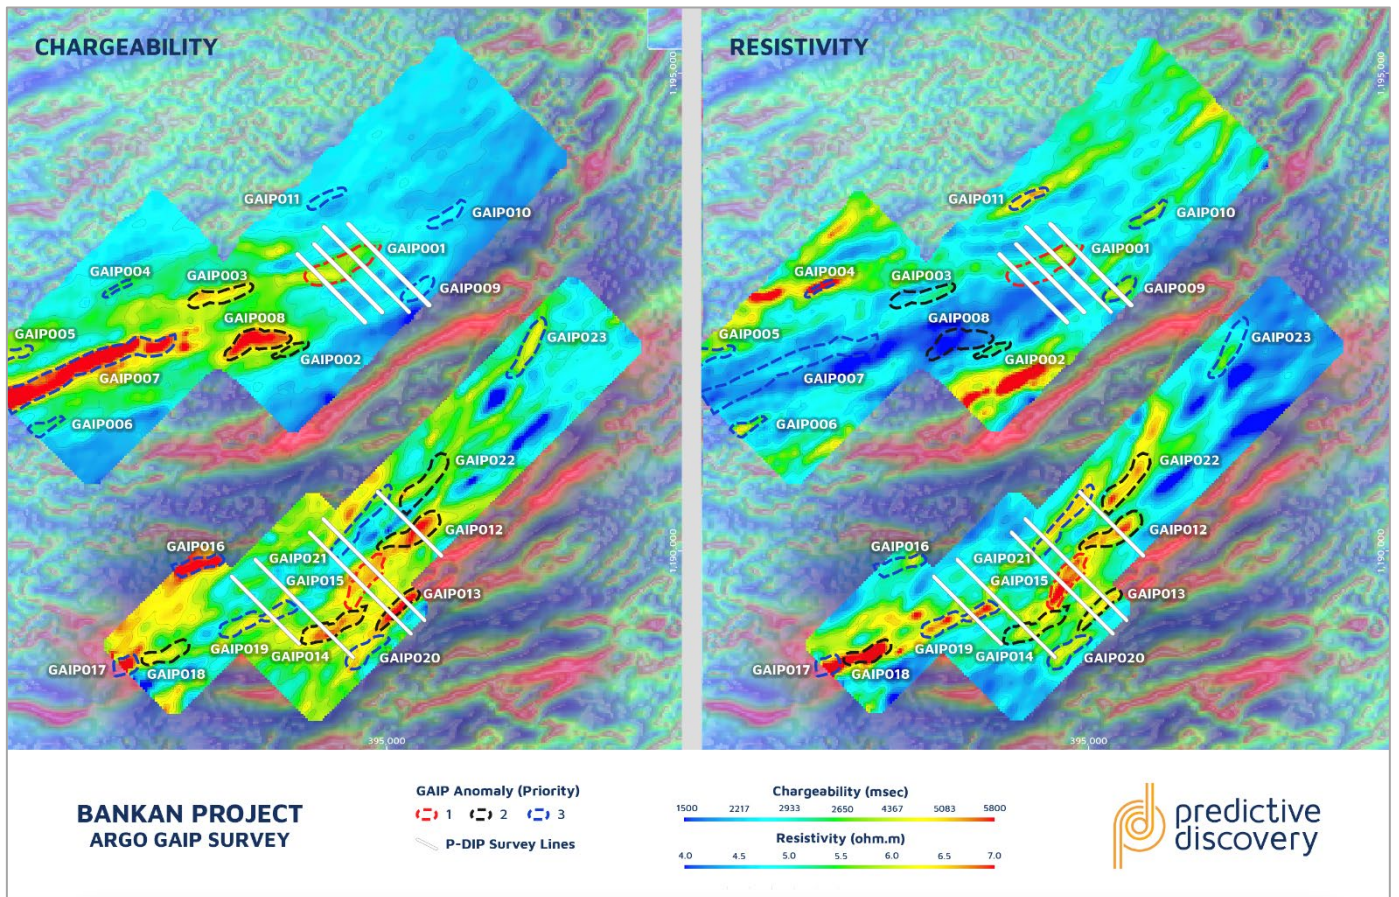 CHARGEABILITY
RESISTIVITY
1,195,000
1,195,000
GAIP011
GAIP010
GAIP001
GAIP004
GAIP003
GAIP009
GAIP008
GAIP005
GAIP002
GAIP007
GAIP006
GAIP023
GAIP022
GAIP012
GAIP016
GAIP021
GAIP015
GAIP013
GAIP019
GAIP014
GAIP020
GAIP017
GAIP018
1,190,000
395 000
GAIP011
GAIP010
GAIP001
GAIP004
GAIP003
GAIP009
GAIP008
GAIP005
GAIP002
GAIP007
GAIP006
GAIP023
GAIP022
GAIP012
GAIP016
GAIP021
GAIP015
GAIP013
GAIP019
GAIP014
GAIP020
GAIP017
GAIP018
1,190,000
395 000
BANKAN PROJECT
ARGO GAIP SURVEY
GAIP Anomaly (Priority)
1 2 3
P-DIP Survey Lines
Chargeability (msec)
1500 2217 2933 2650 4367 5083 5800
Resistivity (ohm.m)
4.0 4.5 5.0 5.5 6.0 6.5 7.0
predictive
discovery